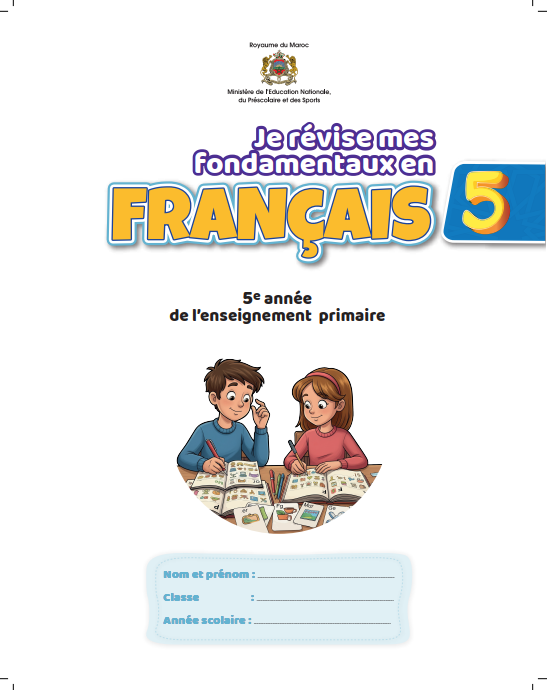 Royaume du Maroc
Ministère de l'Education Nationale,
du Préscolaire et des Sports
Je révise mes
fondamentaux en
FRANÇAIS
5
5e année
de l'enseignement primaire
Nom et prénom :
Classe :
Année scolaire :